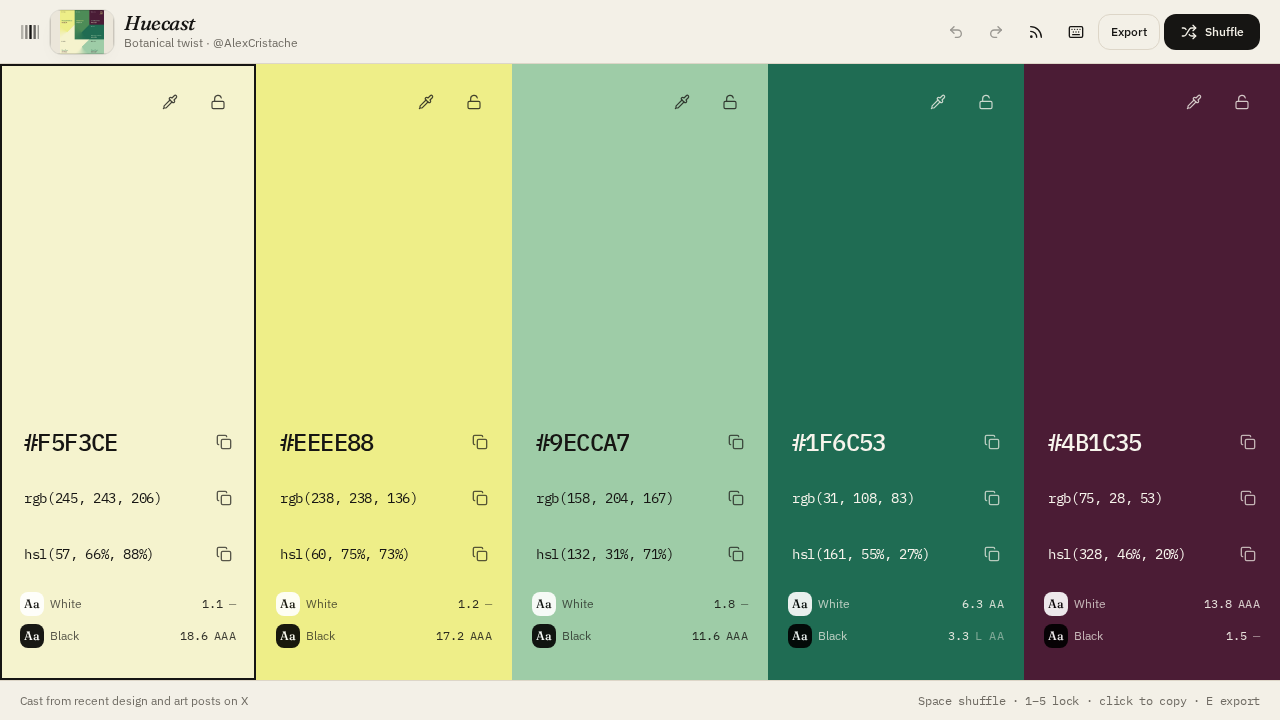 Huecast
Botanical twist · @AlexCristache
Export
Shuffle
#F5F3CE
rgb(245, 243, 206)
hsl(57, 66%, 88%)
Aa White 1.1 —
Aa Black 18.6 AAA
#EEEE88
rgb(238, 238, 136)
hsl(60, 75%, 73%)
Aa White 1.2 —
Aa Black 17.2 AAA
#9ECCA7
rgb(158, 204, 167)
hsl(132, 31%, 71%)
Aa White 1.8 —
Aa Black 11.6 AAA
#1F6C53
rgb(31, 108, 83)
hsl(161, 55%, 27%)
Aa White 6.3 AA
Aa Black 3.3 L AA
#4B1C35
rgb(75, 28, 53)
hsl(328, 46%, 20%)
Aa White 13.8 AAA
Aa Black 1.5 —
Cast from recent design and art posts on X
Space shuffle · 1–5 lock · click to copy · E export